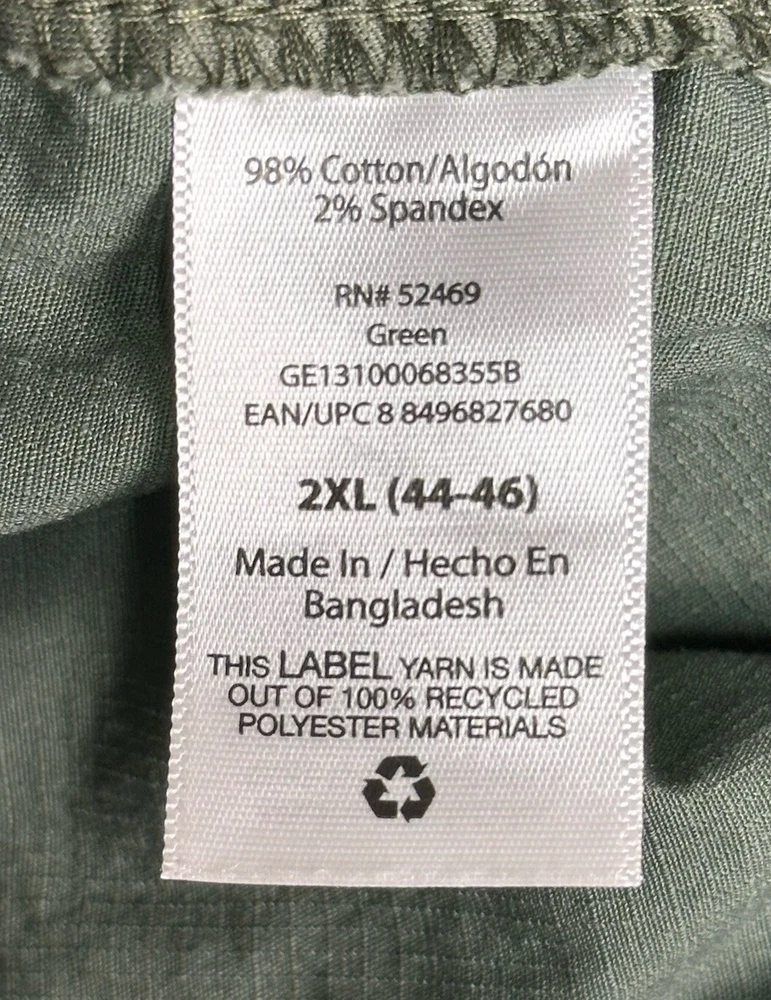 98% Cotton/Algodón
2% Spandex
RN# 52469
Green
GE13100068355B
EAN/UPC 8 8496827680
2XL (44-46)
Made In / Hecho En
Bangladesh
THIS LABEL YARN IS MADE
OUT OF 100% RECYCLED
POLYESTER MATERIALS